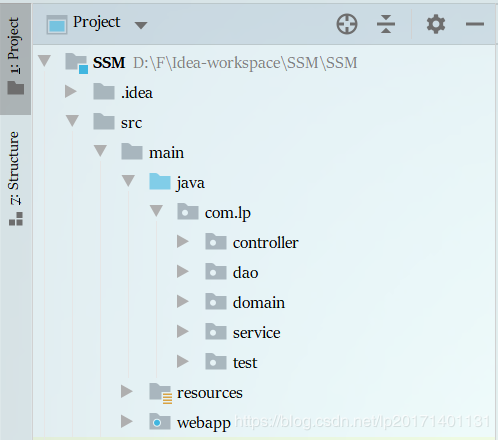 Project
1: Project
SSM D:\F\Idea-workspace\SSM\SSM
.idea
src
7: Structure
main
java
com.lp
controller
dao
domain
service
test
resources
webapp
https://blog.csdn.net/lp20171401131